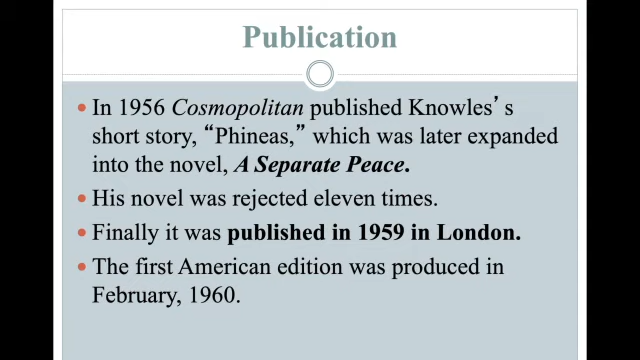 Publication
• In 1956 Cosmopolitan published Knowles’s
short story, “Phineas,” which was later expanded
into the novel, A Separate Peace.
• His novel was rejected eleven times.
• Finally it was published in 1959 in London.
• The first American edition was produced in
February, 1960.